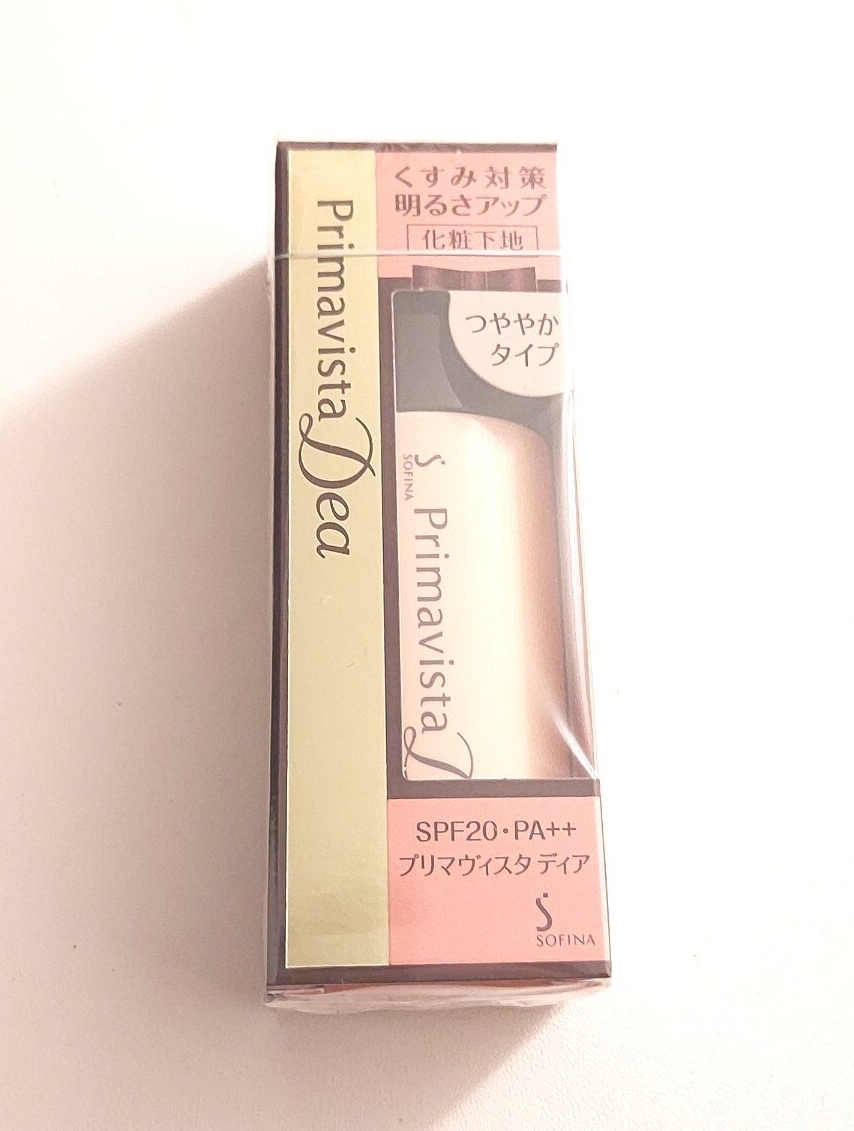 Primavista Dea
くすみ対策
明るさアップ
化粧下地
つややか
タイプ
SOFINA
Primavista D
SPF20・PA++
プリマヴィスタ ディア
SOFINA